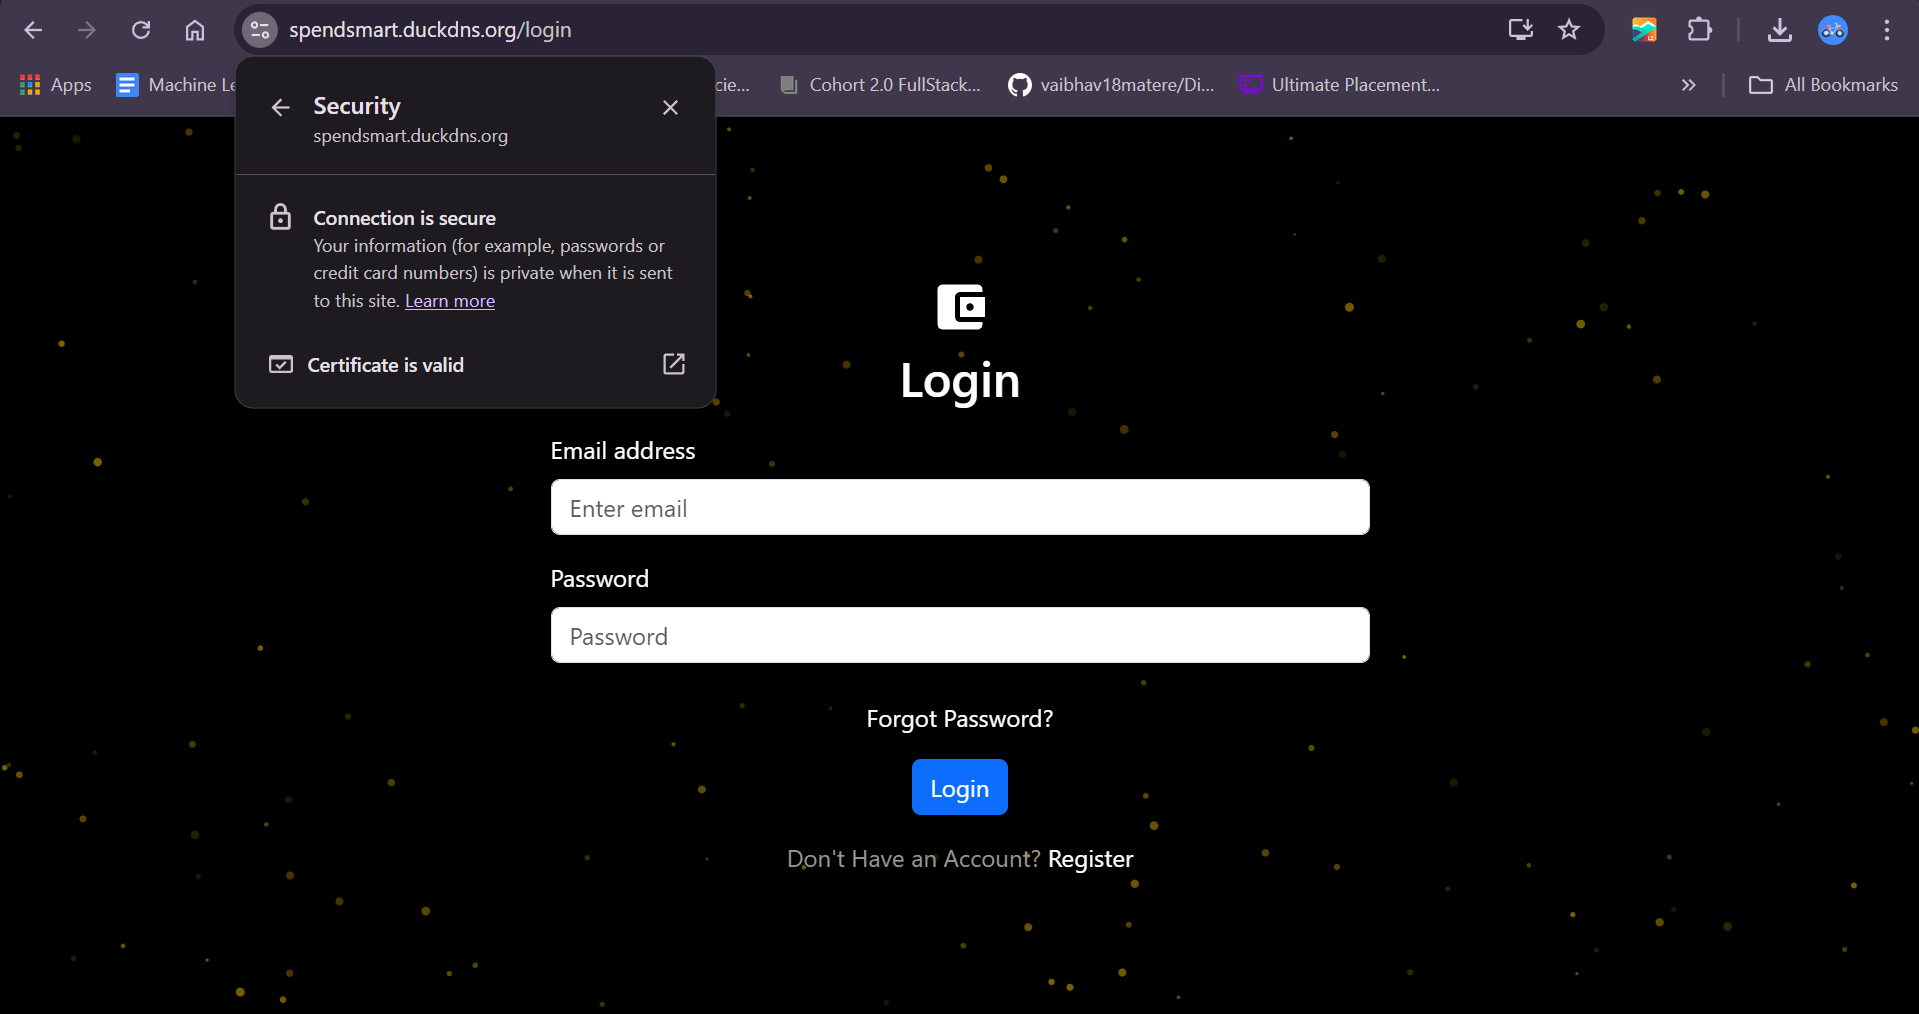 spendsmart.duckdns.org/login
Apps
Machine Le
cie...
Cohort 2.0 FullStack...
vaibhav18matere/Di...
Ultimate Placement...
All Bookmarks
Security
spendsmart.duckdns.org
Connection is secure
Your information (for example, passwords or
credit card numbers) is private when it is sent
to this site. Learn more
Certificate is valid
Login
Email address
Enter email
Password
Password
Forgot Password?
Login
Don't Have an Account? Register